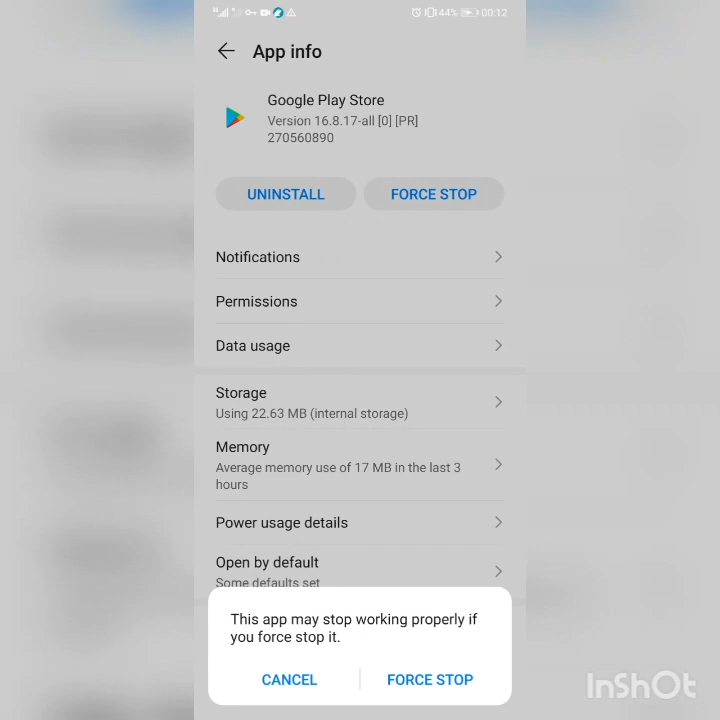 44% 00:12
App info
Google Play Store
Version 16.8.17-all [0] [PR]
270560890
UNINSTALL FORCE STOP
Notifications
Permissions
Data usage
Storage
Using 22.63 MB (internal storage)
Memory
Average memory use of 17 MB in the last 3
hours
Power usage details
Open by default
Some defaults set
This app may stop working properly if
you force stop it.
CANCEL FORCE STOP
InShOt